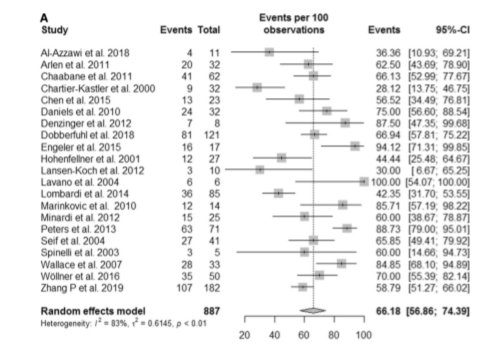 A
Study Events Total Events per 100 observations Events 95%-CI
Al-Azzawi et al. 2018 4 11 36.36 [10.93; 69.21]
Arlen et al. 2011 20 32 62.50 [43.69; 78.90]
Chaabane et al. 2011 41 62 66.13 [52.99; 77.67]
Chartier-Kastler et al. 2000 9 32 28.12 [13.75; 46.75]
Chen et al. 2015 13 23 56.52 [34.49; 76.81]
Daniels et al. 2010 24 32 75.00 [56.60; 88.54]
Denzinger et al. 2012 7 8 87.50 [47.35; 99.68]
Dobberfuhl et al. 2018 81 121 66.94 [57.81; 75.22]
Engeler et al. 2015 16 17 94.12 [71.31; 99.85]
Hohenfellner et al. 2001 12 27 44.44 [25.48; 64.67]
Lansen-Koch et al. 2012 3 10 30.00 [ 6.67; 65.25]
Lavano et al. 2004 6 6 100.00 [54.07; 100.00]
Lombardi et al. 2014 36 85 42.35 [31.70; 53.55]
Marinkovic et al. 2010 12 14 85.71 [57.19; 98.22]
Minardi et al. 2012 15 25 60.00 [38.67; 78.87]
Peters et al. 2013 63 71 88.73 [79.00; 95.01]
Seif et al. 2004 27 41 65.85 [49.41; 79.92]
Spinelli et al. 2003 3 5 60.00 [14.66; 94.73]
Wallace et al. 2007 28 33 84.85 [68.10; 94.89]
Wöllner et al. 2016 35 50 70.00 [55.39; 82.14]
Zhang P et al. 2019 107 182 58.79 [51.27; 66.02]
Random effects model 887 66.18 [56.86; 74.39]
Heterogeneity: I² = 83%, τ² = 0.6145, p < 0.01
20 40 60 80 100